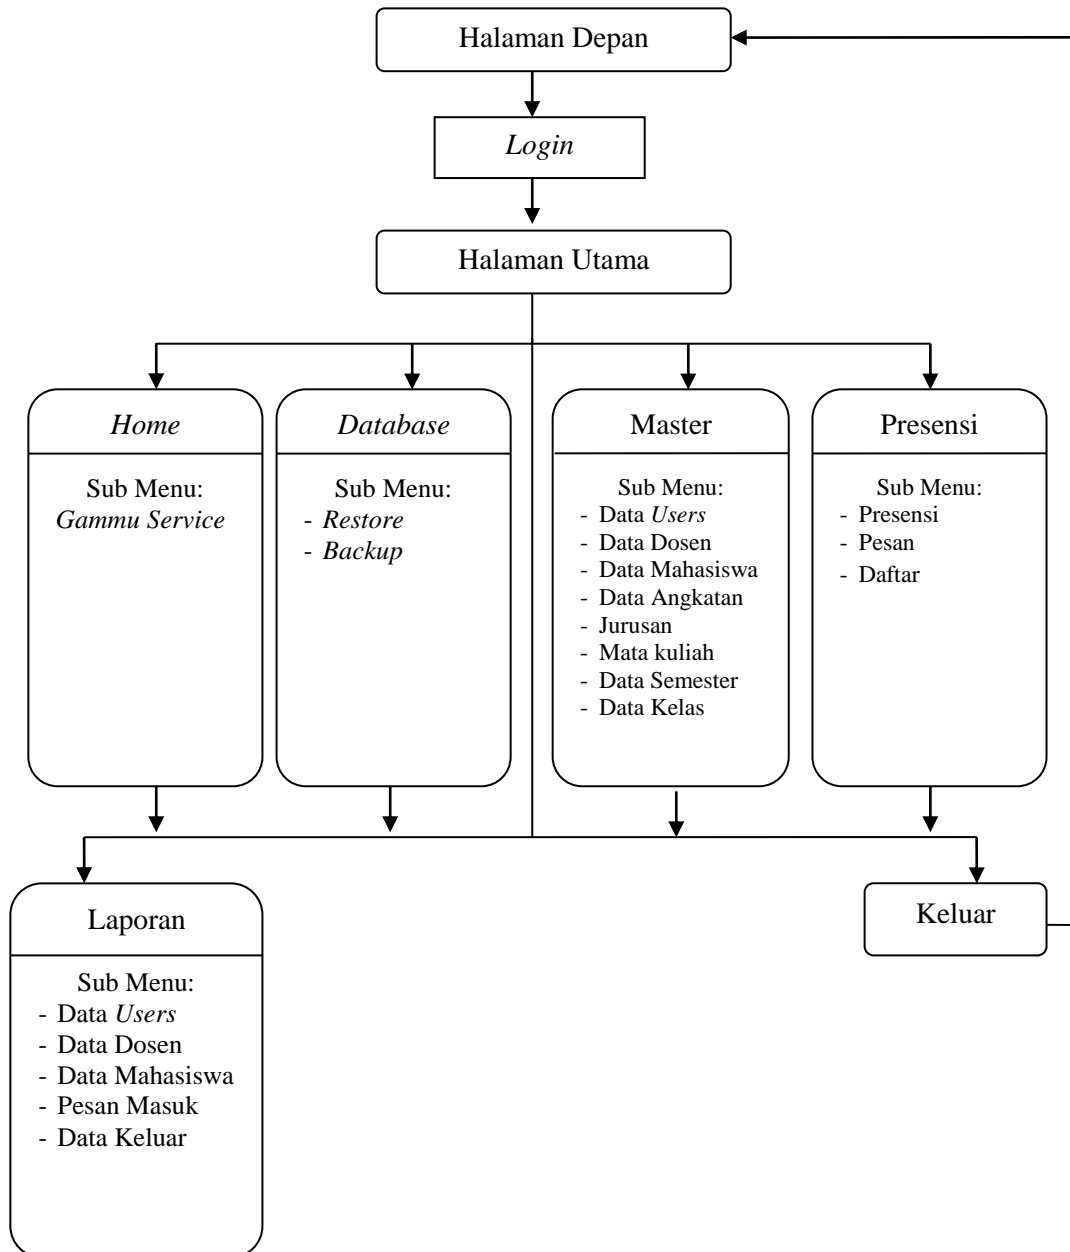 Halaman Depan
Login
Halaman Utama
Home
Sub Menu:
Gammu Service
Database
Sub Menu:
- Restore
- Backup
Master
Sub Menu:
- Data Users
- Data Dosen
- Data Mahasiswa
- Data Angkatan
- Jurusan
- Mata kuliah
- Data Semester
- Data Kelas
Presensi
Sub Menu:
- Presensi
- Pesan
- Daftar
Laporan
Sub Menu:
- Data Users
- Data Dosen
- Data Mahasiswa
- Pesan Masuk
- Data Keluar
Keluar